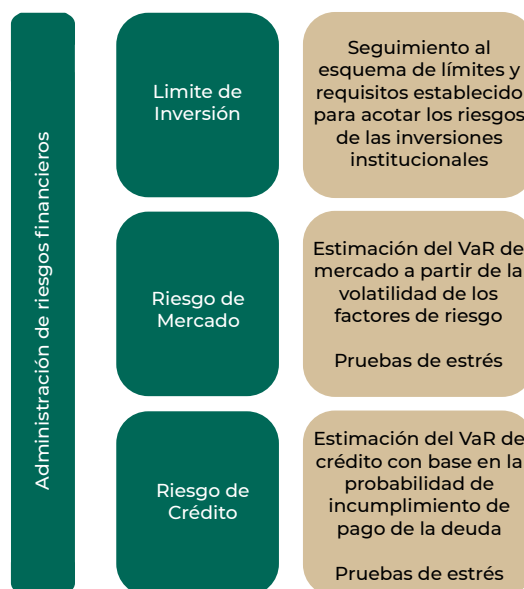 Administración de riesgos financieros
Limite de
Inversión
Seguimiento al
esquema de límites y
requisitos establecido
para acotar los riesgos
de las inversiones
institucionales
Riesgo de
Mercado
Estimación del VaR de
mercado a partir de la
volatilidad de los
factores de riesgo
Pruebas de estrés
Riesgo de
Crédito
Estimación del VaR de
crédito con base en la
probabilidad de
incumplimiento de
pago de la deuda
Pruebas de estrés